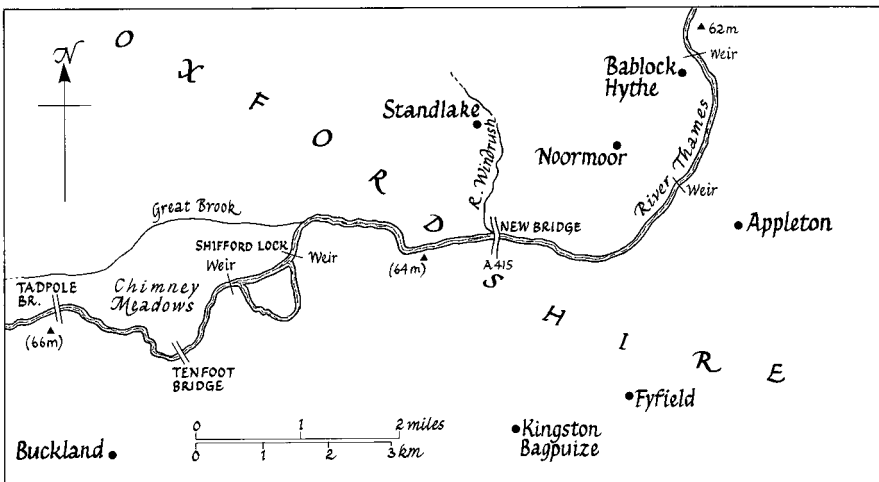 N
OXFORDSHIRE
62m
Weir
Bablock
Hythe
Standlake
R. Windrush
Noormoor
River Thames
Weir
Appleton
Great Brook
SHIFFORD LOCK
Weir
Weir
NEW BRIDGE
(64m)
A415
Chimney
Meadows
TADPOLE
BR.
(66m)
TENFOOT
BRIDGE
Fyfield
Kingston
Bagpuize
Buckland
0 1 2 miles
0 1 2 3 km